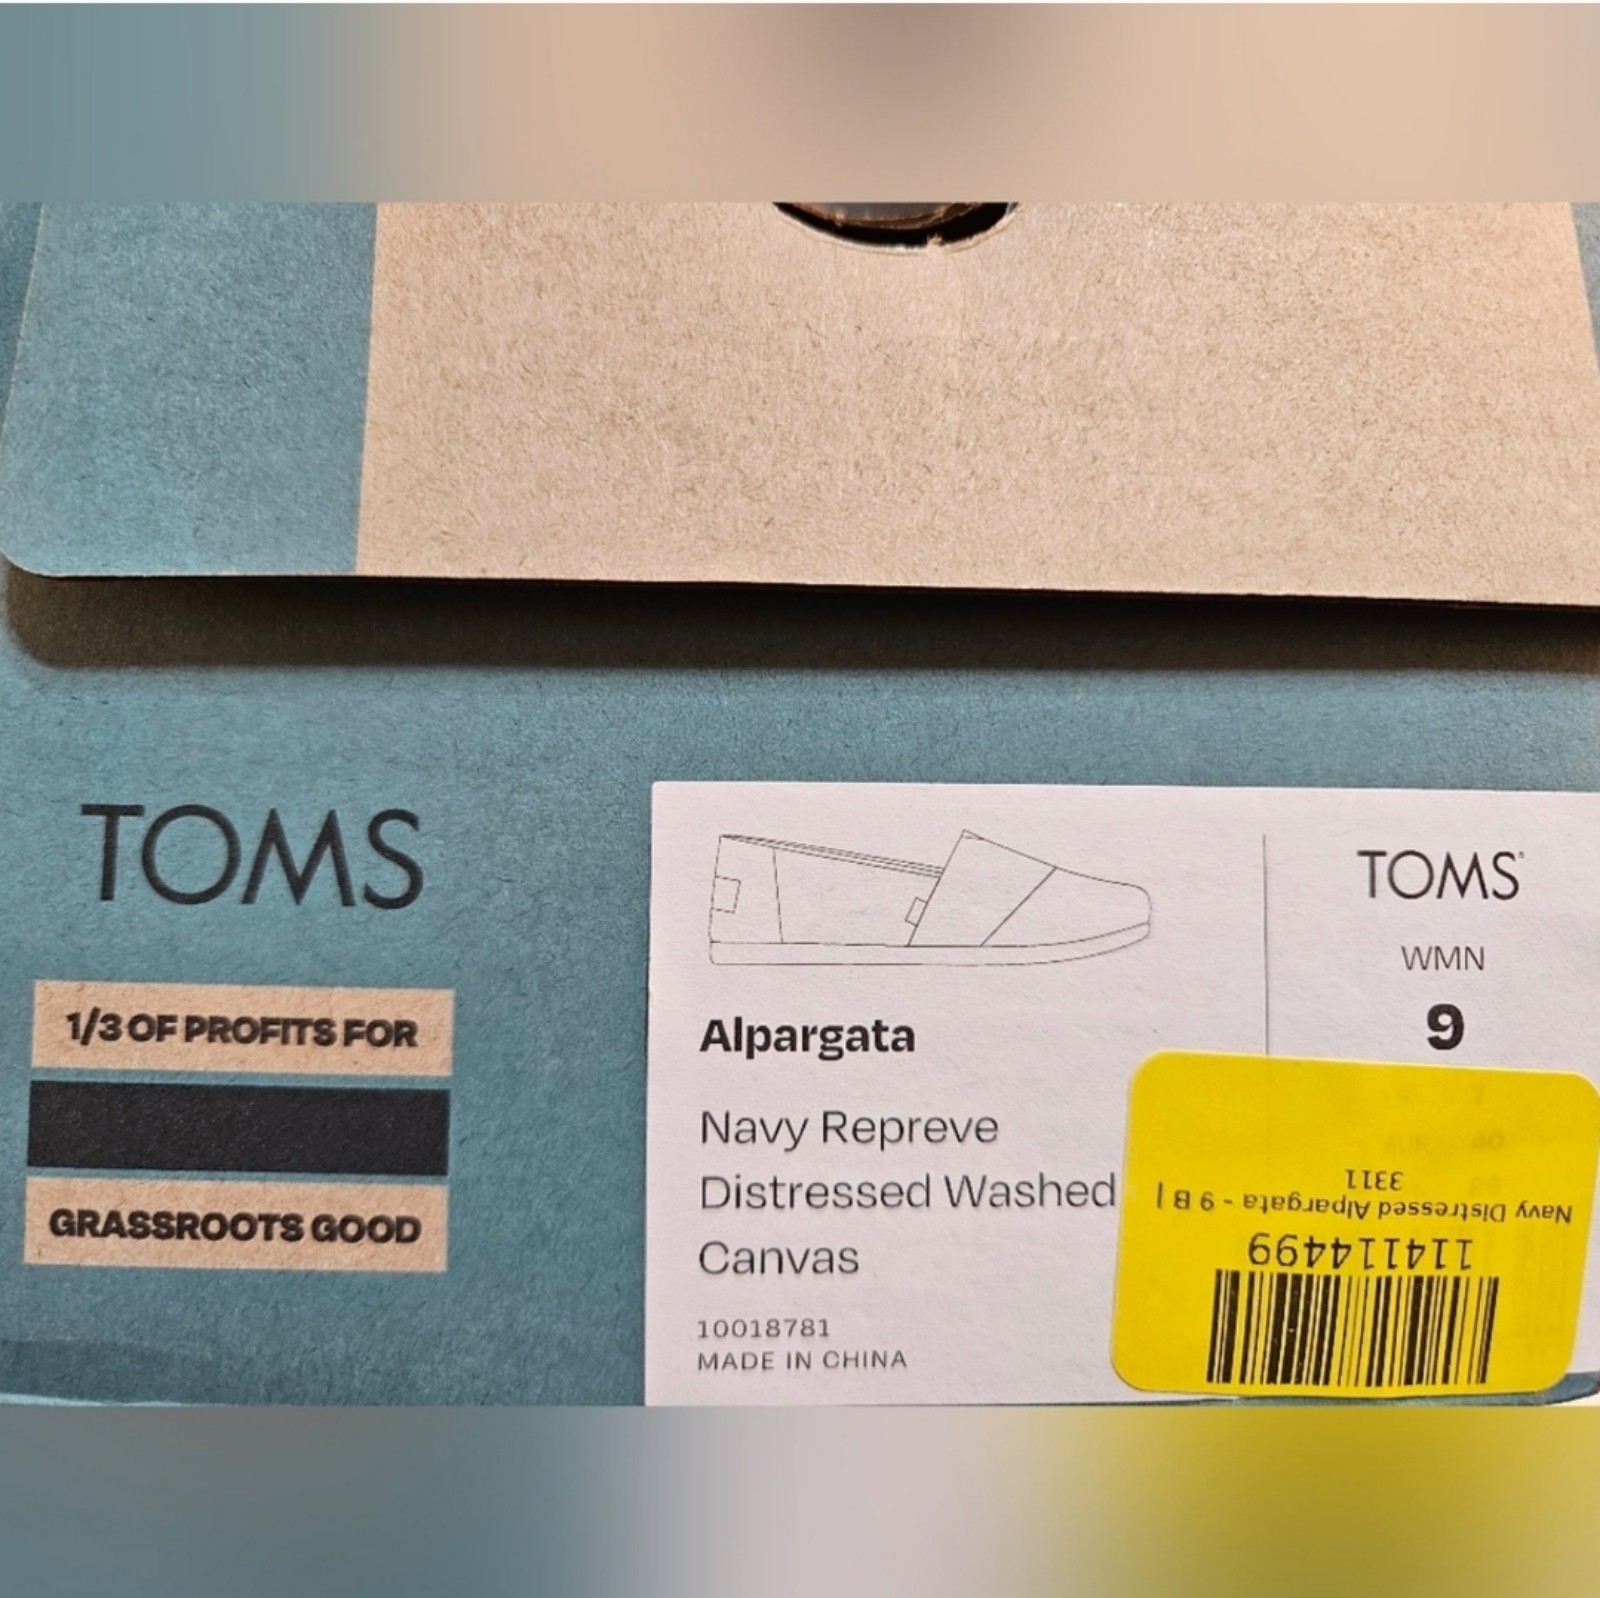 TOMS
1/3 OF PROFITS FOR
GRASSROOTS GOOD
Alpargata
Navy Repreve
Distressed Washed
Canvas
10018781
MADE IN CHINA
TOMS
WMN
9
114114499
Navy Distressed Alpargata - 9 B |
3311